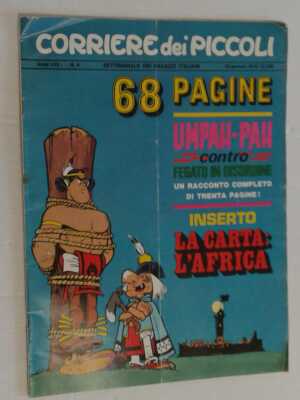 CORRIERE dei PICCOLI
SETTIMANALE DEI RAGAZZI ITALIANI
68 PAGINE
UMPAH-PAH
contro
FEGATO IN DISORDINE
UN RACCONTO COMPLETO
DI TRENTA PAGINE!
INSERTO
LA CARTA:
L'AFRICA